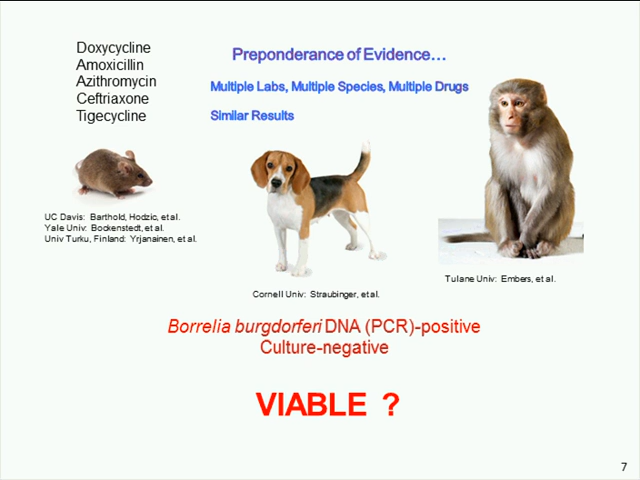 Doxycycline
Amoxicillin
Azithromycin
Ceftriaxone
Tigecycline
Preponderance of Evidence…
Multiple Labs, Multiple Species, Multiple Drugs
Similar Results
UC Davis: Barthold, Hodzic, et al.
Yale Univ: Bockenstedt, et al.
Univ Turku, Finland: Yrjanainen, et al.
Cornell Univ: Straubinger, et al.
Tulane Univ: Embers, et al.
Borrelia burgdorferi DNA (PCR)-positive
Culture-negative
VIABLE ?
7